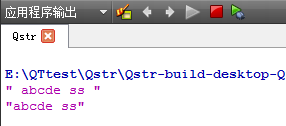 应用程序输出
Qstr
E:\QTtest\Qstr\Qstr-build-desktop-Q
" abcde ss "
"abcde ss"